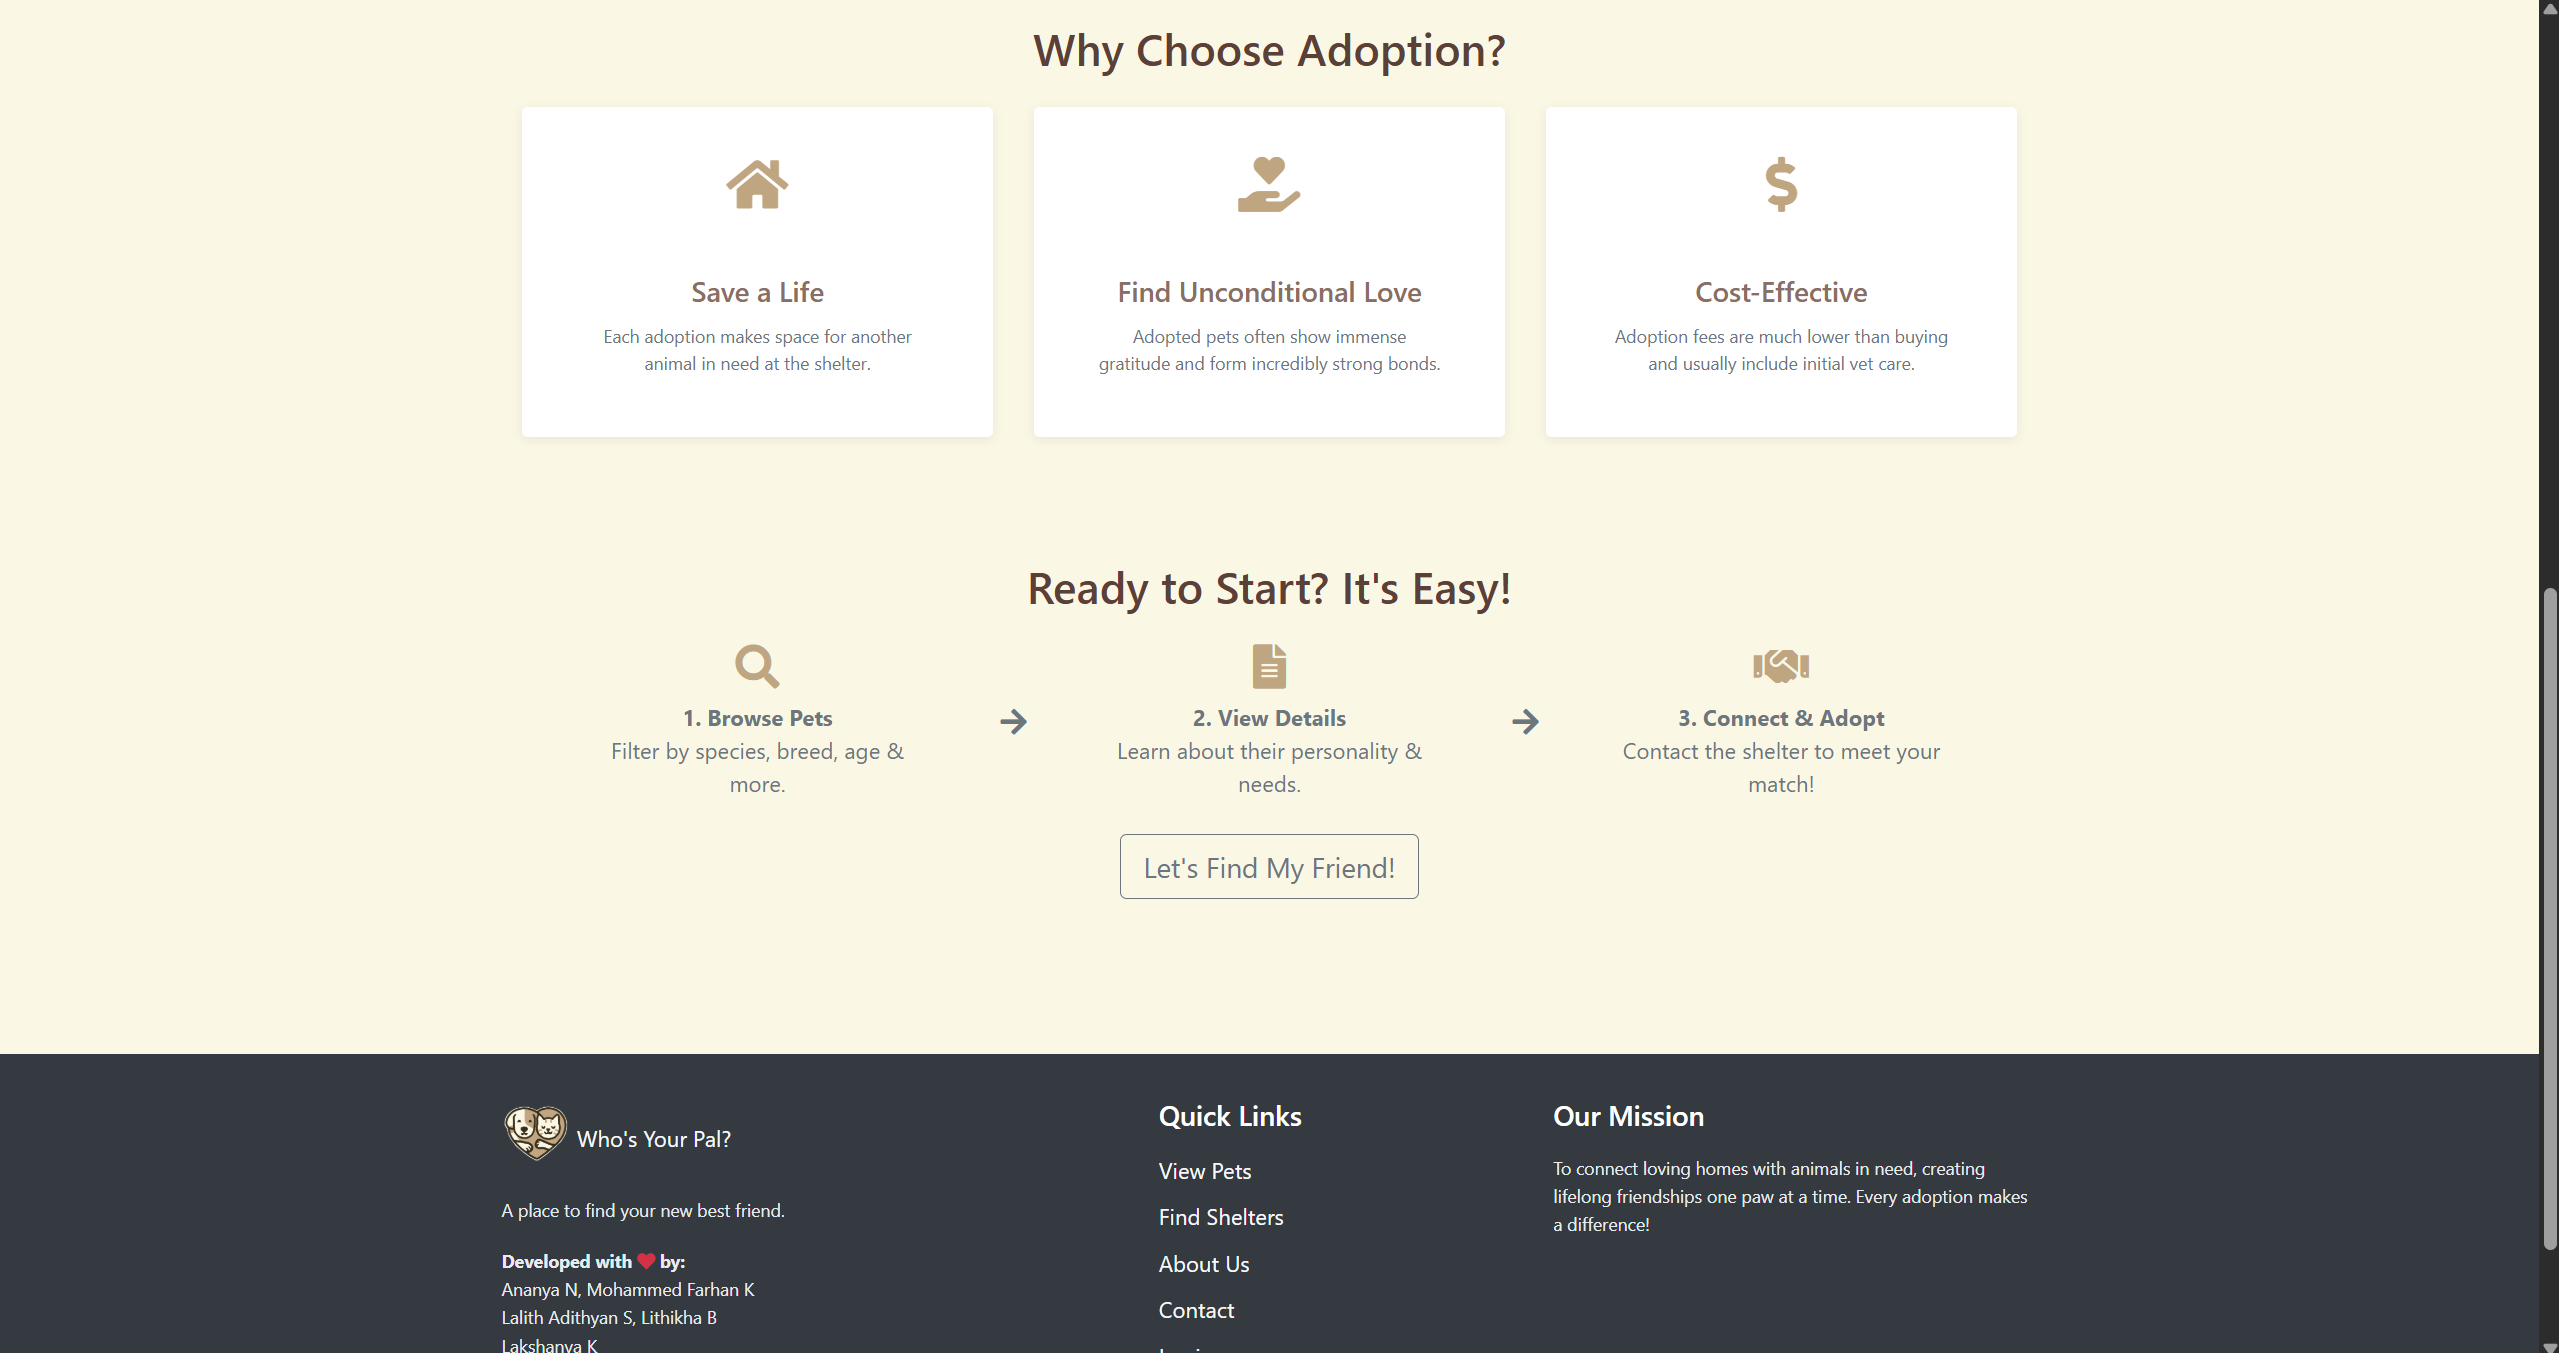 Why Choose Adoption?
Save a Life
Each adoption makes space for another
animal in need at the shelter.
Find Unconditional Love
Adopted pets often show immense
gratitude and form incredibly strong bonds.
Cost-Effective
Adoption fees are much lower than buying
and usually include initial vet care.
Ready to Start? It's Easy!
1. Browse Pets
Filter by species, breed, age &
more.
2. View Details
Learn about their personality &
needs.
3. Connect & Adopt
Contact the shelter to meet your
match!
Let's Find My Friend!
Who's Your Pal?
A place to find your new best friend.
Developed with by:
Ananya N, Mohammed Farhan K
Lalith Adithyan S, Lithikha B
Lakshanya K
Quick Links
View Pets
Find Shelters
About Us
Contact
Our Mission
To connect loving homes with animals in need, creating
lifelong friendships one paw at a time. Every adoption makes
a difference!